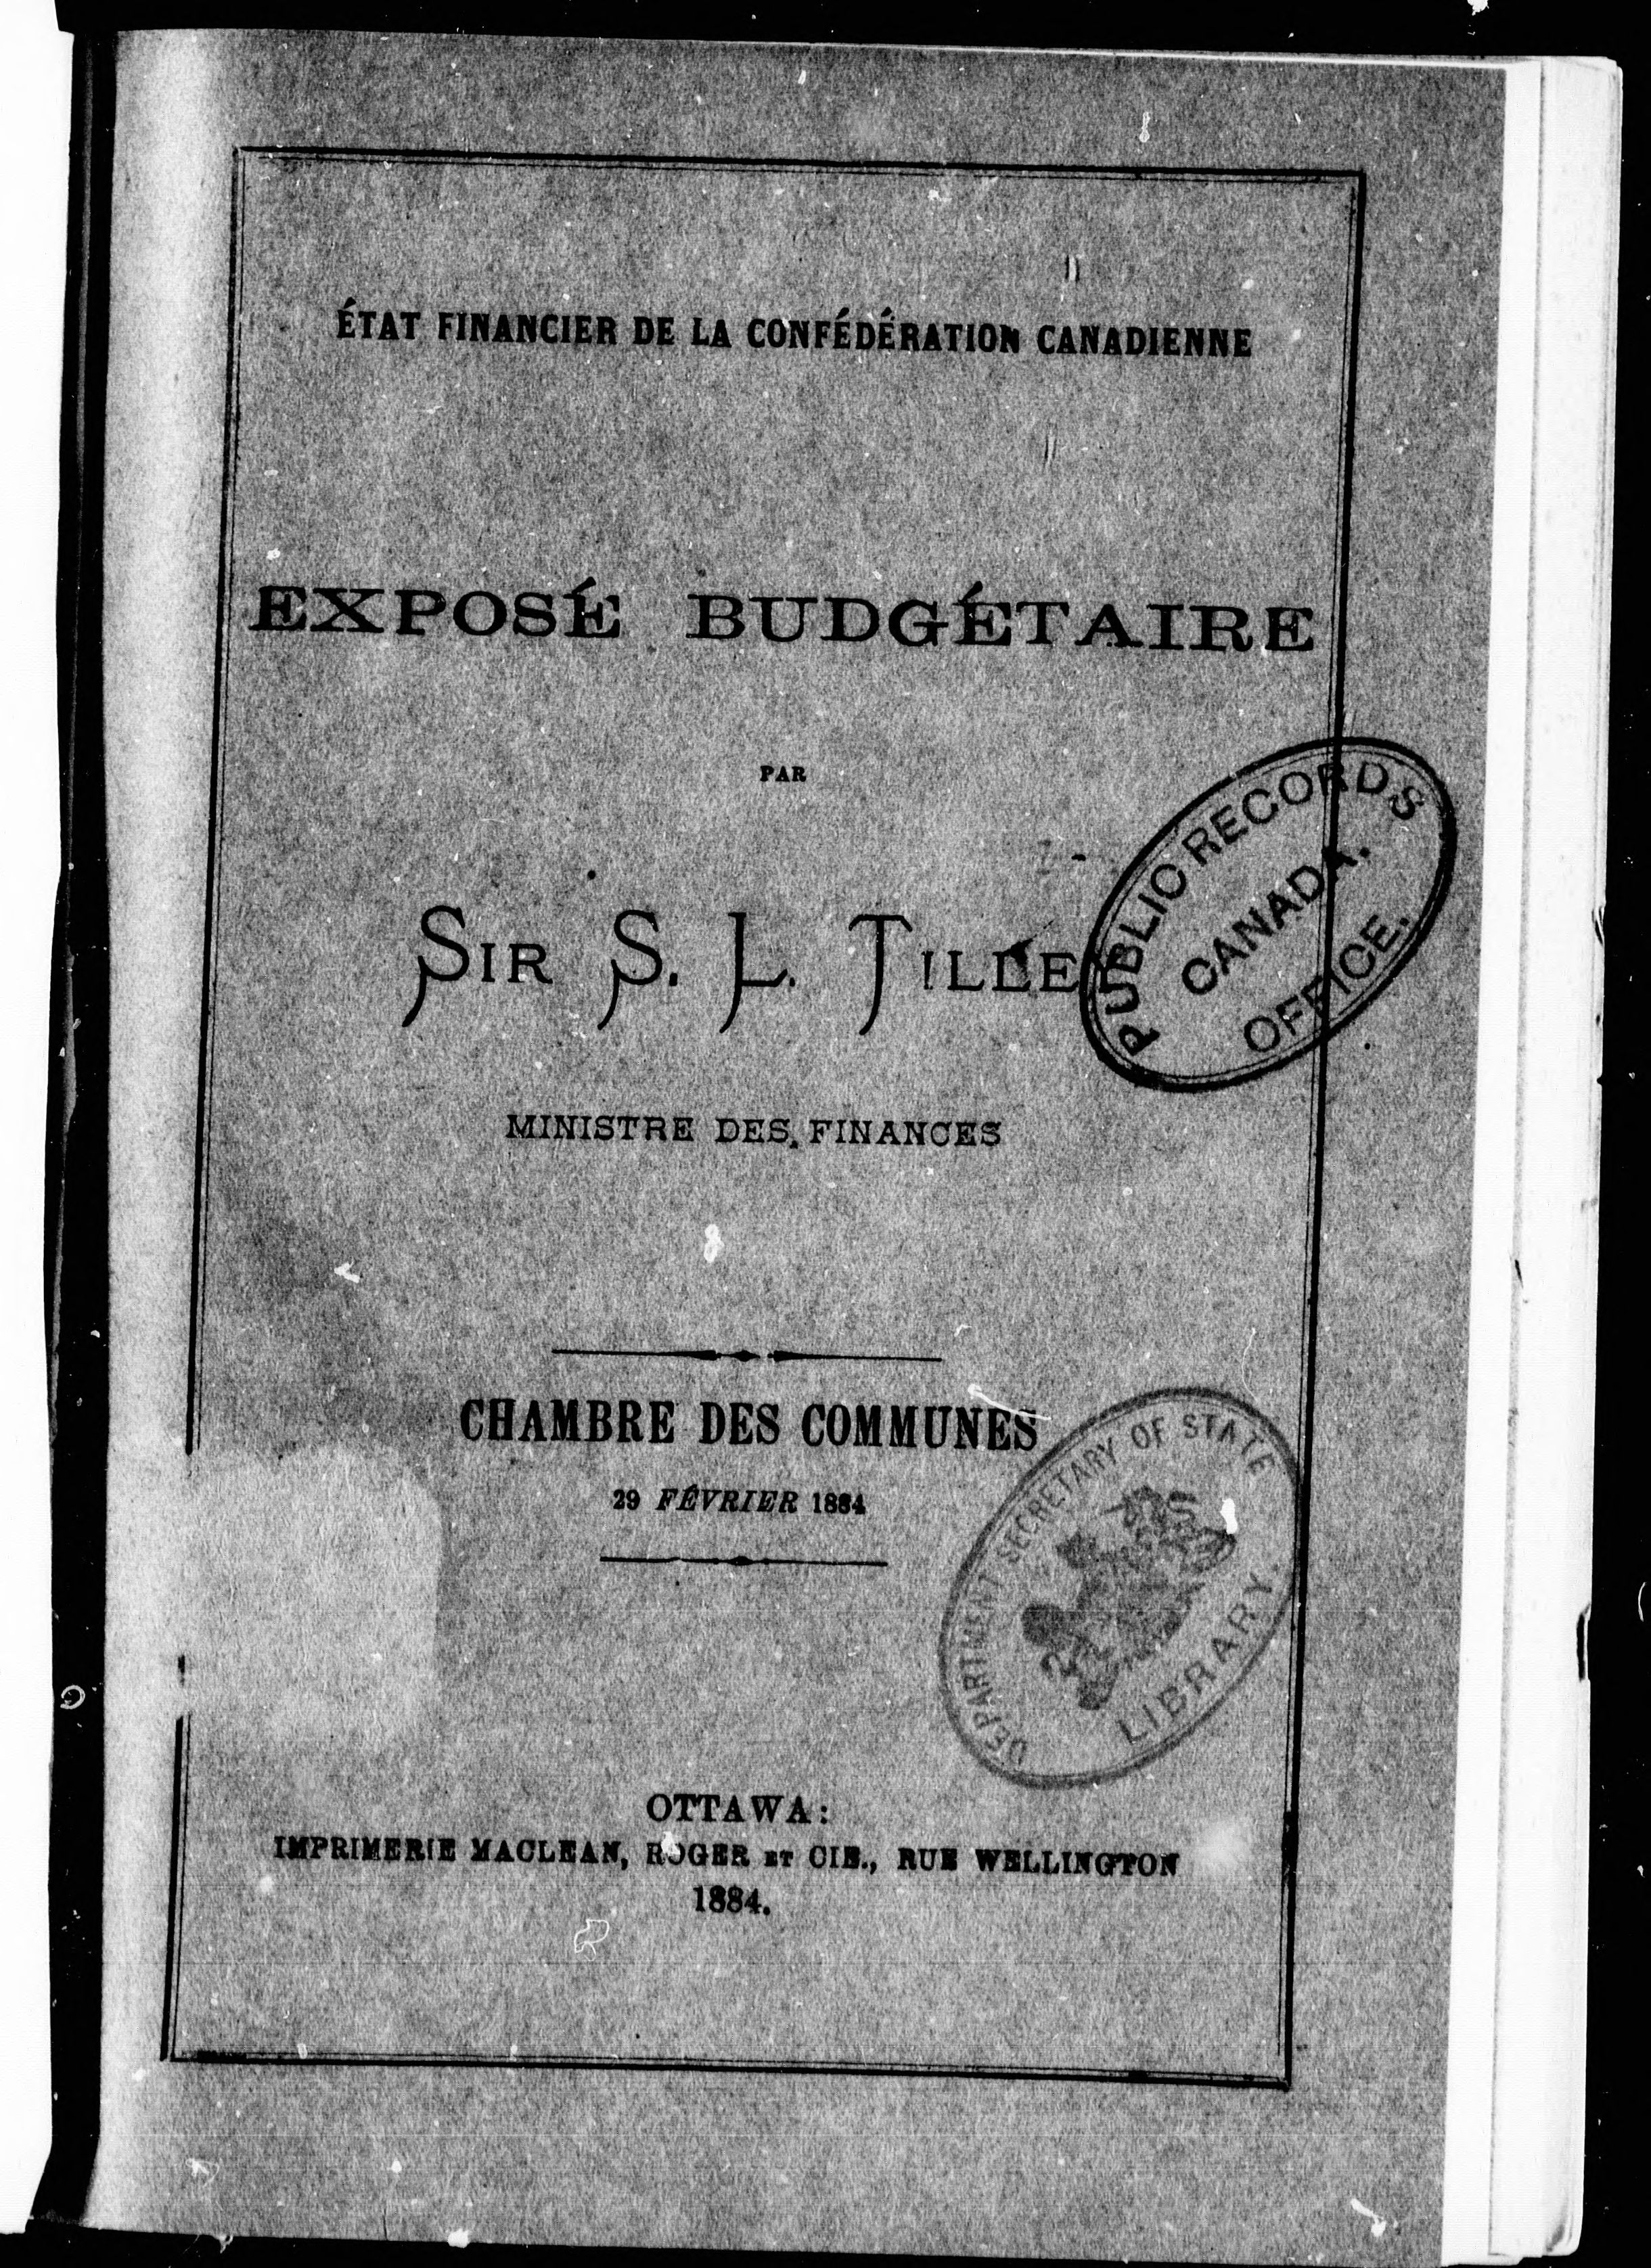 ÉTAT FINANCIER DE LA CONFÉDÉRATION CANADIENNE
EXPOSÉ BUDGÉTAIRE
PAR
SIR S. L. TILLE
PUBLIC RECORDS
CANADA.
OFFICE.
MINISTRE DES FINANCES
CHAMBRE DES COMMUNES
29 FÉVRIER 1884
DEPARTMENT SECRETARY OF STATE
LIBRARY.
OTTAWA:
IMPRIMERIE MACLEAN, ROGER ET CIE., RUE WELLINGTON
1884.